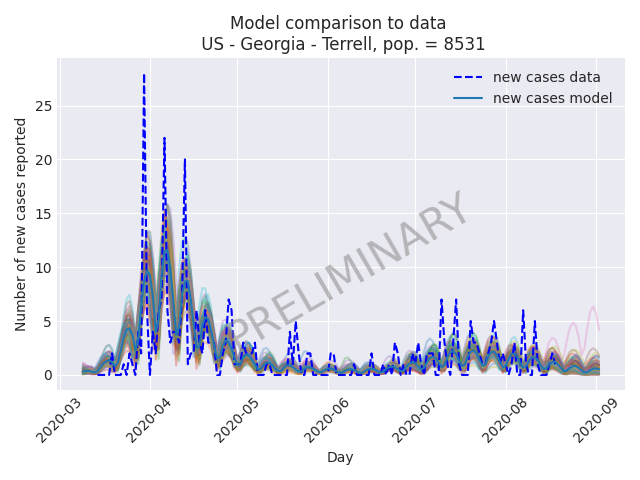 Model comparison to data
US - Georgia - Terrell, pop. = 8531
new cases data
new cases model
Number of new cases reported
25
20
15
10
5
0
PRELIMINARY
2020-03
2020-04
2020-05
2020-06
2020-07
2020-08
2020-09
Day